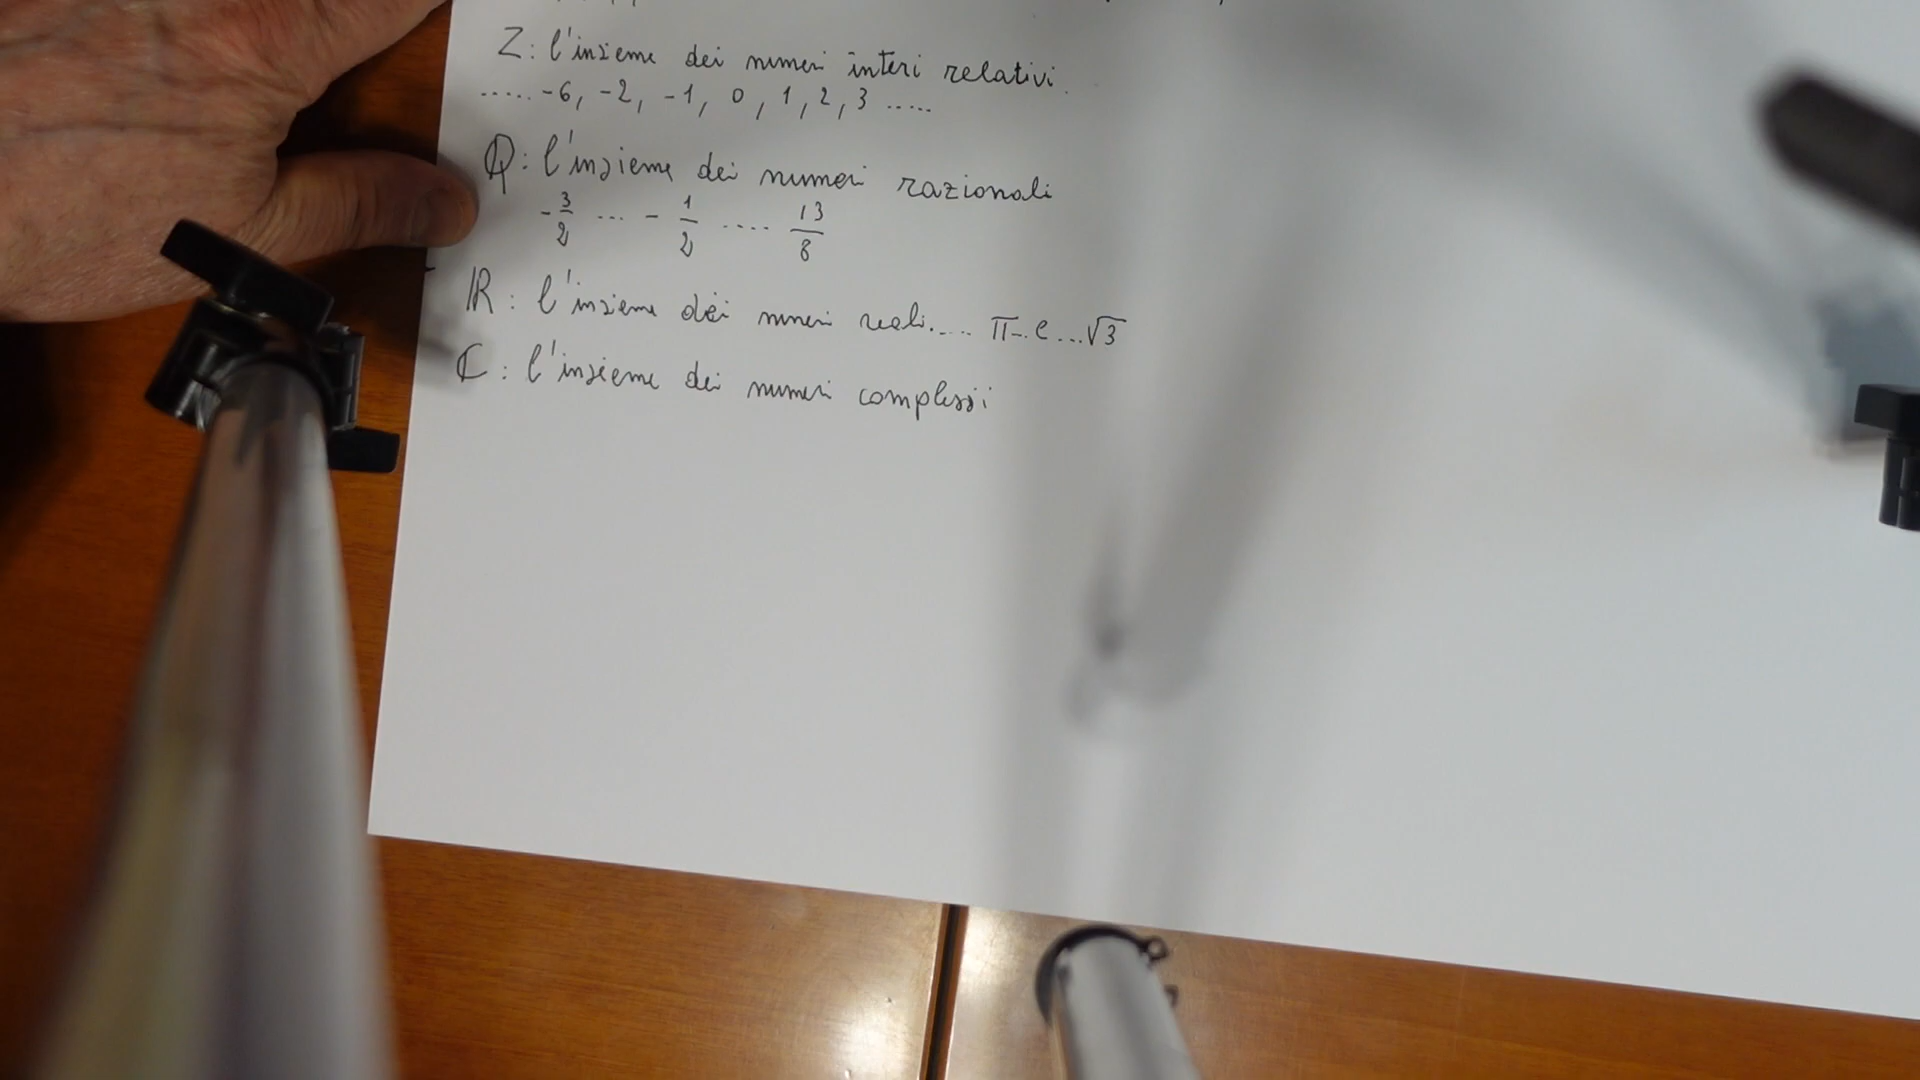 Z: l'insieme dei numeri interi relativi.
.....-6, -2, -1, 0, 1, 2, 3 .....
ℚ: l'insieme dei numeri razionali
-3/2 ... -1/2 .... 13/8
ℝ: l'insieme dei numeri reali..... π... e ...√3
ℂ: l'insieme dei numeri complessi